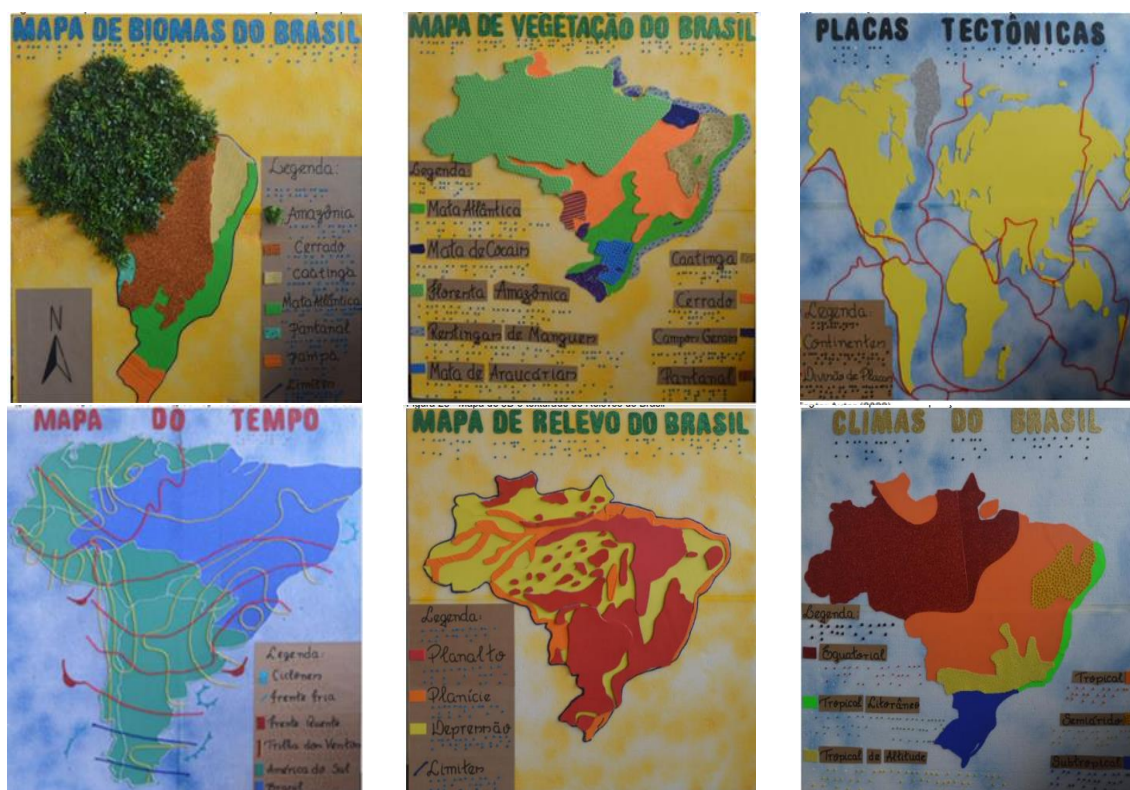 MAPA DE BIOMAS DO BRASIL
Legenda:
Amazônia
Cerrado
Caatinga
Mata Atlântica
Pantanal
Pampa
Limites
N
MAPA DE VEGETAÇÃO DO BRASIL
Legenda:
Mata Atlântica
Mata de Cocais
Floresta Amazônica
Restingas de Mangues
Mata de Araucárias
Caatinga
Cerrado
Campos Gerais
Pantanal
PLACAS TECTÔNICAS
Legenda:
Continentes
Divisão de Placas
MAPA DO TEMPO
Legenda:
Ciclones
frente fria
frente Quente
Trilha dos Ventos
América do Sul
Brasil
MAPA DE RELEVO DO BRASIL
Legenda:
Planalto
Planície
Depressão
Limites
CLIMAS DO BRASIL
Legenda
Equatorial
Tropical Litorâneo
Tropical de Altitude
Tropical
Semiárido
Subtropical